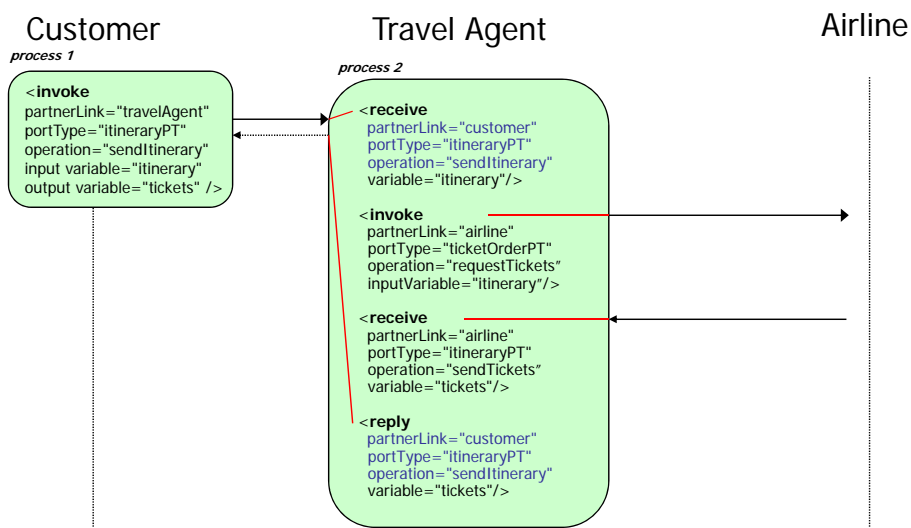 Customer
Travel Agent
Airline
process 1
process 2
<invoke
partnerLink="travelAgent"
portType="itineraryPT"
operation="sendItinerary"
input variable="itinerary"
output variable="tickets" />
<receive
partnerLink="customer"
portType="itineraryPT"
operation="sendItinerary"
variable="itinerary"/>
<invoke
partnerLink="airline"
portType="ticketOrderPT"
operation="requestTickets”
inputVariable="itinerary”/>
<receive
partnerLink="airline"
portType="itineraryPT"
operation="sendTickets”
variable="tickets"/>
<reply
partnerLink="customer"
portType="itineraryPT"
operation="sendItinerary"
variable="tickets"/>